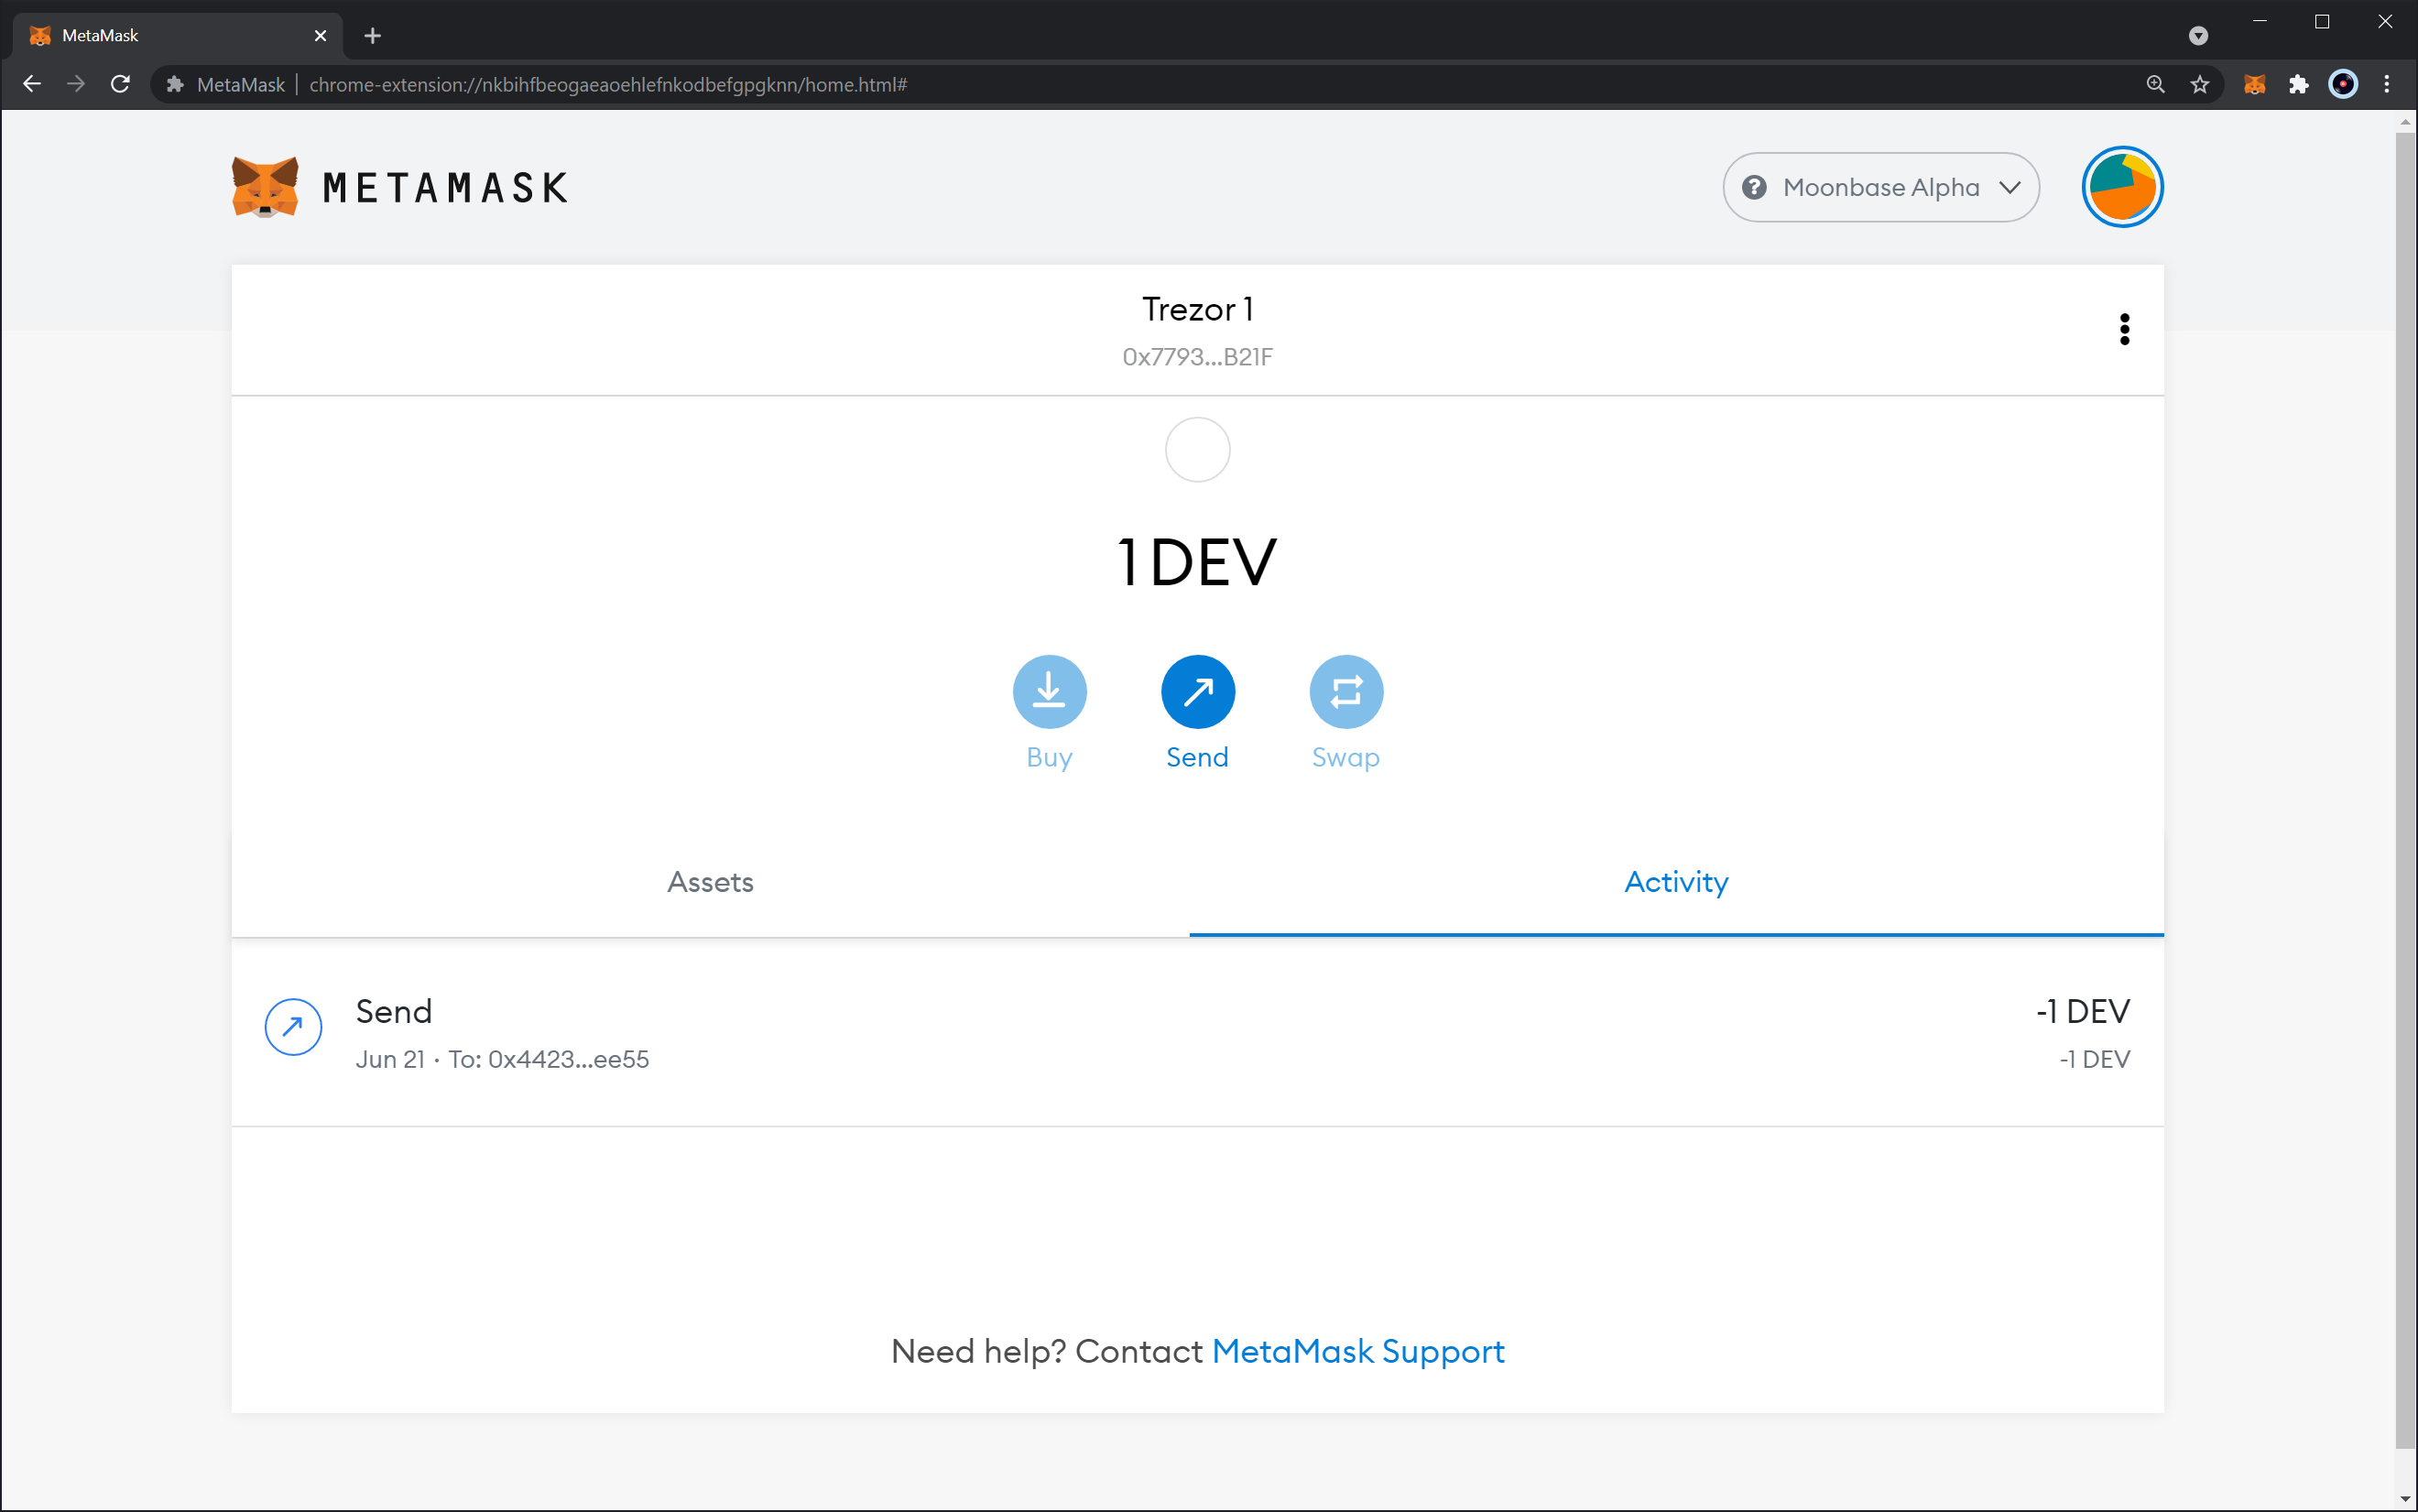 MetaMask
MetaMask | chrome-extension://nkbihfbeogaeaoehlefnkodbefgpgknn/home.html#
METAMASK
Moonbase Alpha
Trezor 1
0x7793...B21F
1 DEV
Buy Send Swap
Assets Activity
Send -1 DEV
Jun 21 · To: 0x4423...ee55 -1 DEV
Need help? Contact MetaMask Support